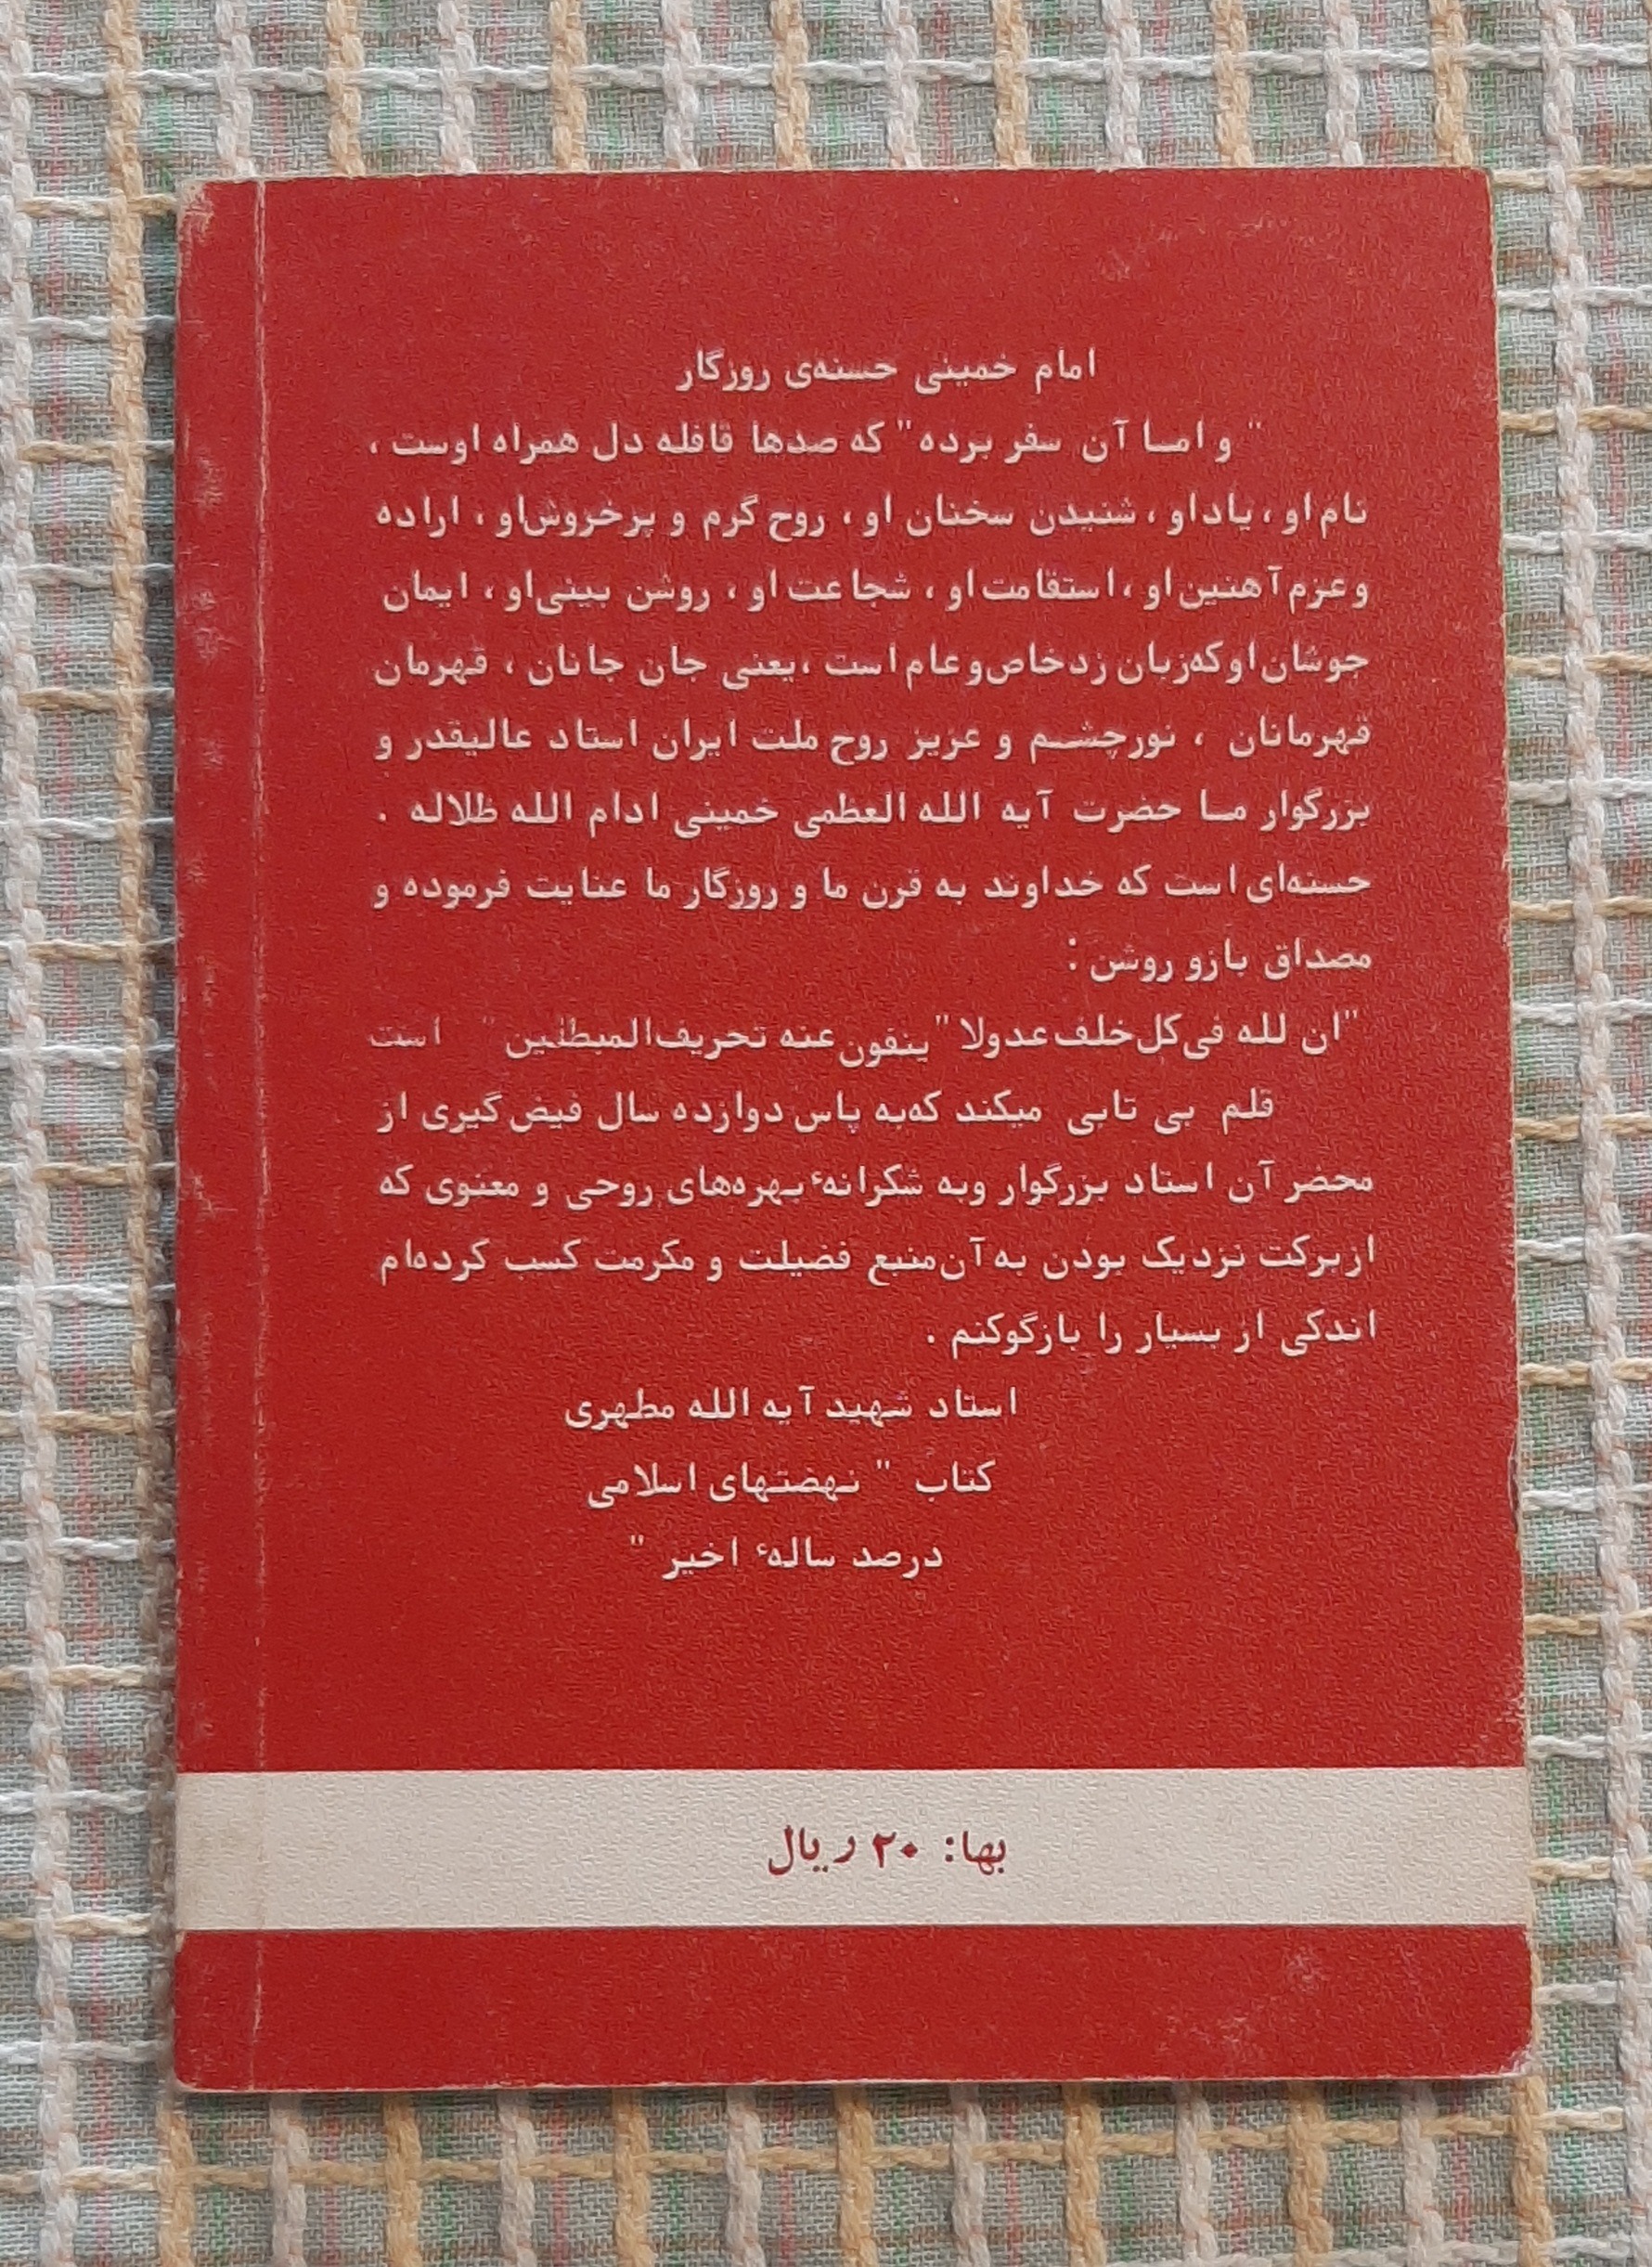 امام خمینی حسنه‌ی روزگار
" و اما آن سفر برده" که صدها قافله دل همراه اوست ،
نام او ، یاد او ، شنیدن سخنان او ، روح گرم و پرخروش او ، اراده
و عزم آهنین او ، استقامت او ، شجاعت او ، روشن بینی او ، ایمان
جوشان او که زبان زد خاص و عام است ، یعنی جان جانان ، قهرمان
قهرمانان ، نورچشم و عزیز روح ملت ایران استاد عالیقدر و
بزرگوار ما حضرت آیه الله العظمی خمینی ادام الله ظلاله .
حسنه‌ای است که خداوند به قرن ما و روزگار ما عنایت فرموده و
مصداق بازو روشن :
"ان لله فی کل خلف عدولا "ینفون عنه تحریف المبطلین " است
قلم بی تابی میکند که به پاس دوازده سال فیض گیری از
محضر آن استاد بزرگوار وبه شکرانهٔ بهره‌های روحی و معنوی که
از برکت نزدیک بودن به آن منبع فضیلت و مکرمت کسب کرده‌ام
اندکی از بسیار را بازگوکنم .
استاد شهید آیه الله مطهری
کتاب " نهضتهای اسلامی
درصد سالهٔ اخیر "
بها: ۲۰ ریال